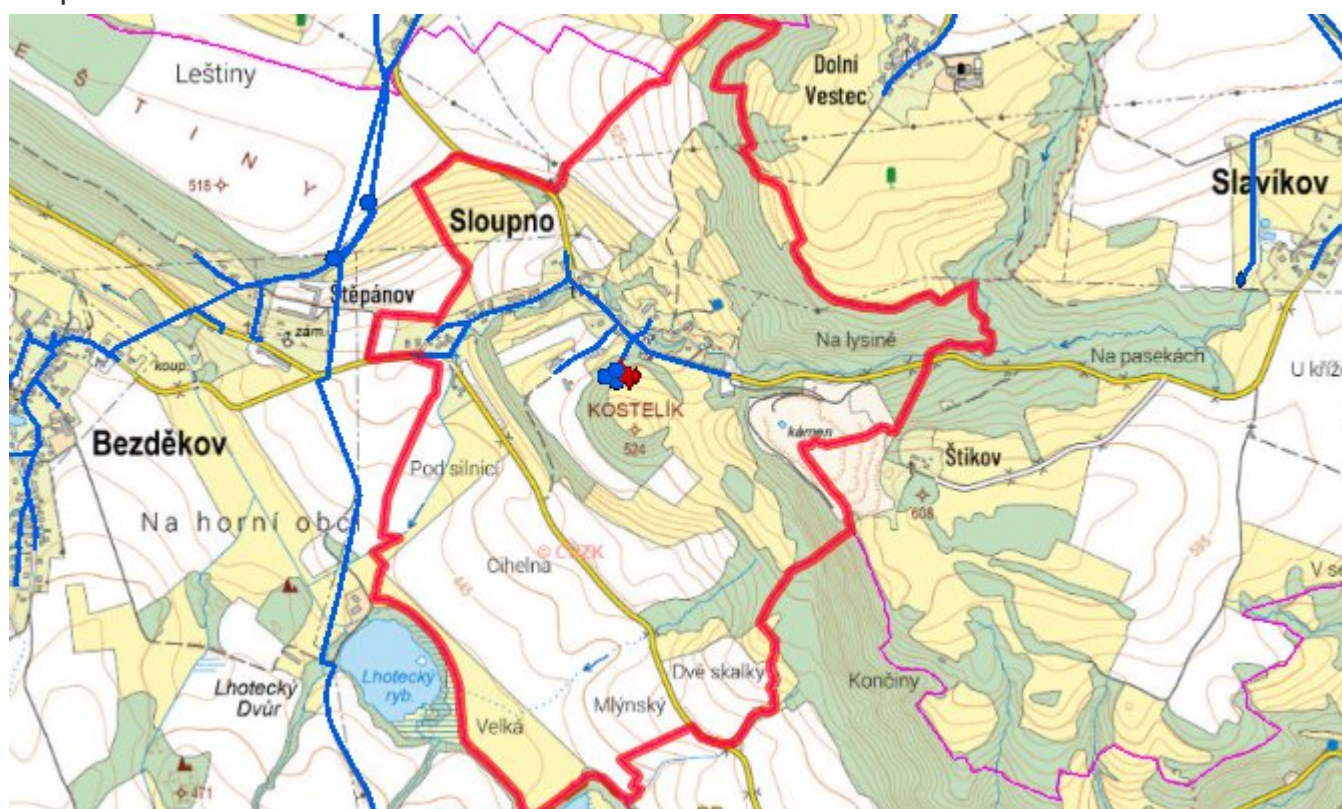 E
Š
T
I
N
Y
Leštiny
Dolní
Vestec
525
518
Slavíkov
Sloupno
Štěpánov
zám.
Na lysině
Na pasekách
koup.
U kříže
KOSTELÍK
kámen
524
Bezděkov
Pod silnicí
Štikov
608
Na horní obci
© ČÚZK
Cihelna
595
445
V se
Dvě skalky
Lhotecký
ryb.
Končiny
Lhotecký
Dvůr
Mlýnský
Velká
471